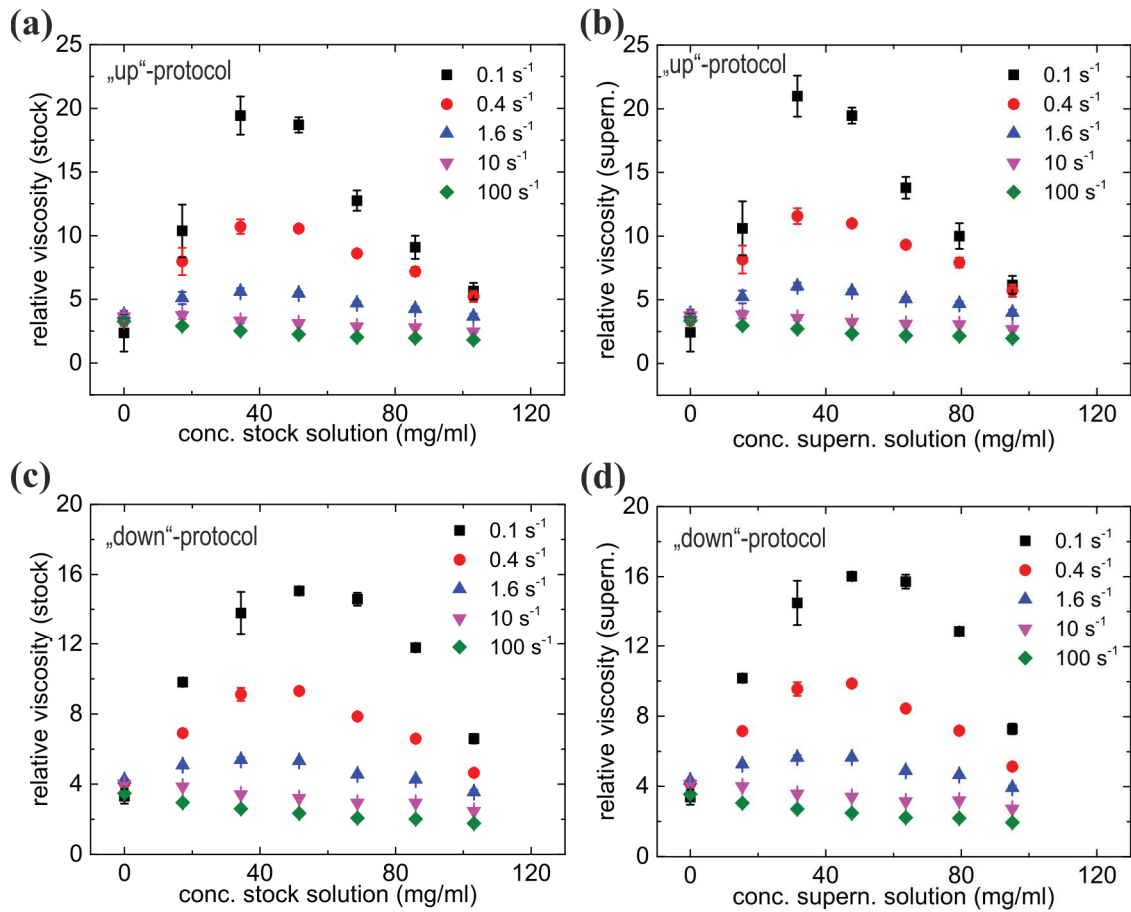 (a)
„up“-protocol
0.1 s⁻¹
0.4 s⁻¹
1.6 s⁻¹
10 s⁻¹
100 s⁻¹
25
20
15
10
5
0
relative viscosity (stock)
0 40 80 120
conc. stock solution (mg/ml)
(b)
„up“-protocol
0.1 s⁻¹
0.4 s⁻¹
1.6 s⁻¹
10 s⁻¹
100 s⁻¹
25
20
15
10
5
0
relative viscosity (supern.)
0 40 80 120
conc. supern. solution (mg/ml)
(c)
„down“-protocol
0.1 s⁻¹
0.4 s⁻¹
1.6 s⁻¹
10 s⁻¹
100 s⁻¹
20
16
12
8
4
0
relative viscosity (stock)
0 40 80 120
conc. stock solution (mg/ml)
(d)
„down“-protocol
0.1 s⁻¹
0.4 s⁻¹
1.6 s⁻¹
10 s⁻¹
100 s⁻¹
20
16
12
8
4
0
relative viscosity (supern.)
0 40 80 120
conc. supern. solution (mg/ml)